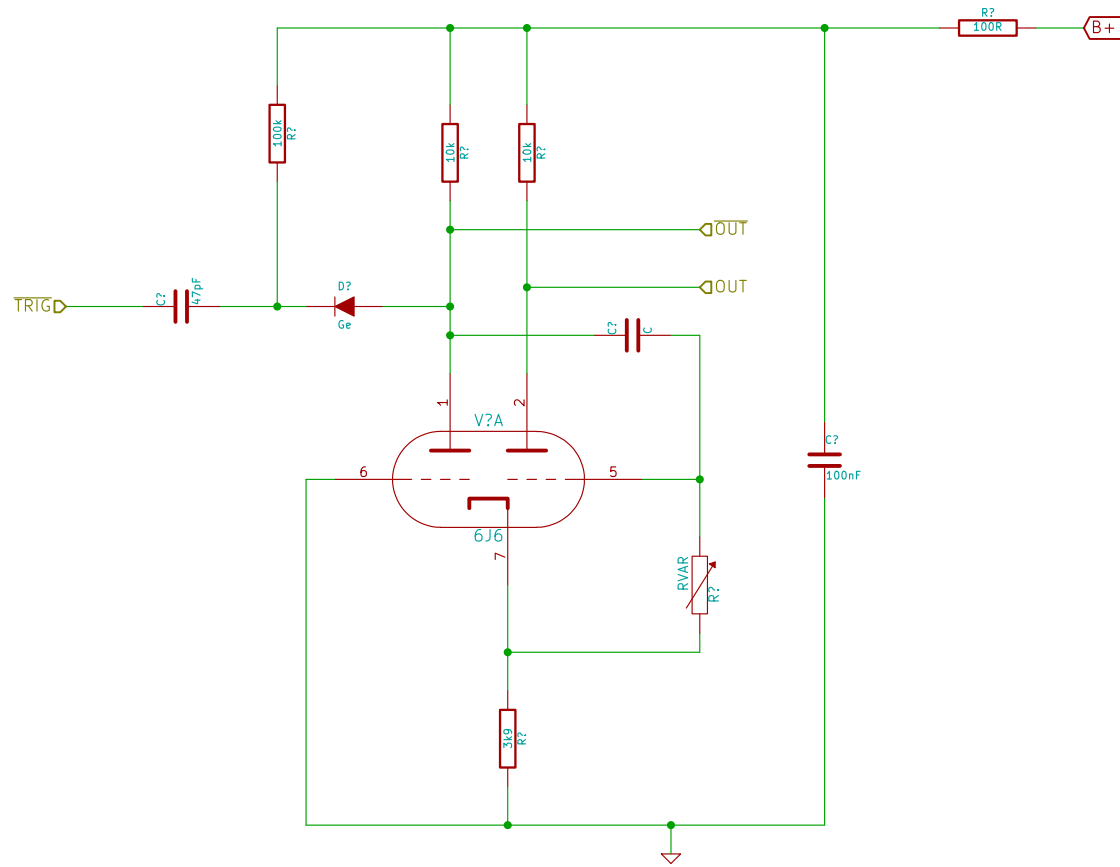 R?
100R
B+
100k
R?
10k
R?
10k
R?
OUT
OUT
TRIG
C?
47pF
D?
Ge
C?
C
1
2
V?A
6
5
6J6
7
C?
100nF
RVAR
R?
3k9
R?